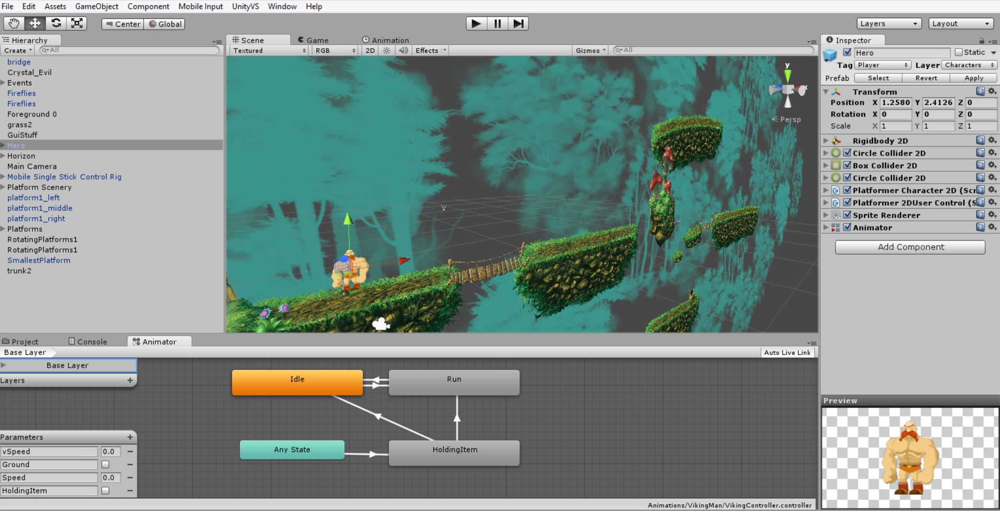 File Edit Assets GameObject Component Mobile Input UnityVS Window Help
Center Global
Layers Layout
Hierarchy
Create All
bridge
Crystal_Evil
Events
Fireflies
Fireflies
Foreground 0
grass2
GuiStuff
Hero
Horizon
Main Camera
Mobile Single Stick Control Rig
Platform Scenery
platform1_left
platform1_middle
platform1_right
Platforms
RotatingPlatforms1
RotatingPlatforms1
SmallestPlatform
trunk2
Scene Game Animation
Textured RGB 2D Effects Gizmos All
y
x
Persp
Inspector
Hero Static
Tag Player Layer Characters
Prefab Select Revert Apply
Transform
Position X 1.2580 Y 2.4126 Z 0
Rotation X 0 Y 0 Z 0
Scale X 1 Y 1 Z 1
Rigidbody 2D
Circle Collider 2D
Box Collider 2D
Circle Collider 2D
Platformer Character 2D (Scr
Platformer 2DUser Control (S
Sprite Renderer
Animator
Add Component
Project Console Animator
Base Layer
Auto Live Link
Base Layer
Layers +
Idle Run
Any State HoldingItem
Parameters +
vSpeed 0.0
Ground
Speed 0.0
HoldingItem
Animations/VikingMan/VikingController.controller
Preview